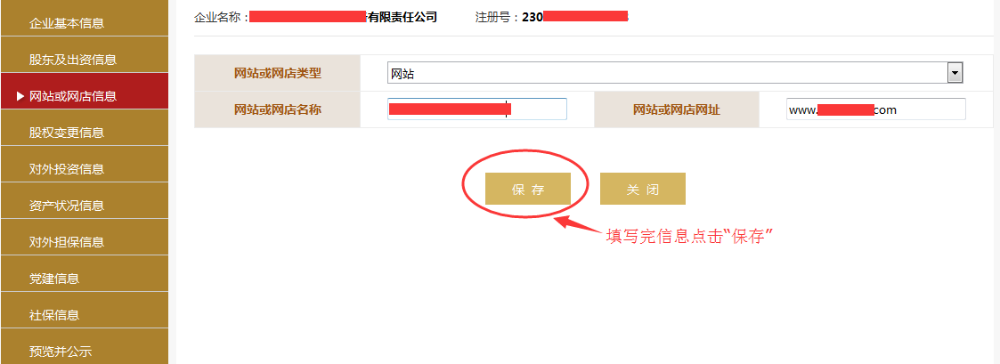 企业基本信息
股东及出资信息
网站或网店信息
股权变更信息
对外投资信息
资产状况信息
对外担保信息
党建信息
社保信息
预览并公示
企业名称：有限责任公司 注册号：230
网站或网店类型 网站
网站或网店名称 网站或网店网址 www. com
保 存 关 闭
填写完信息点击“保存”